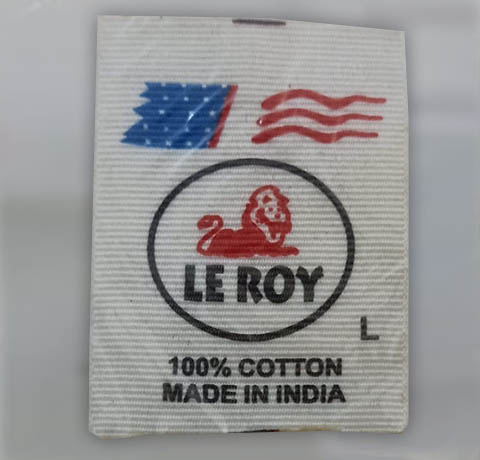 LE ROY
L
100% COTTON
MADE IN INDIA